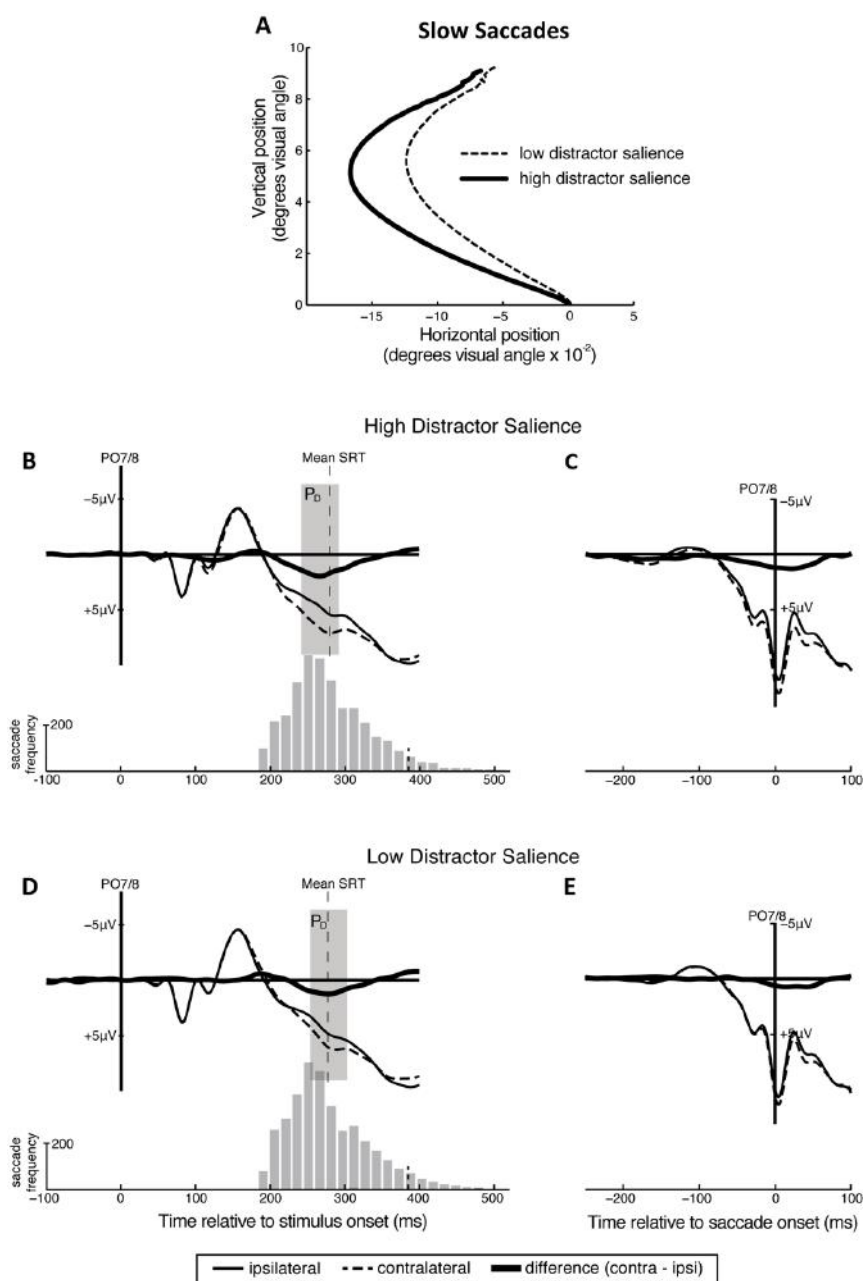 A Slow Saccades
10
8
6
4
2
0
Vertical position
(degrees visual angle)
low distractor salience
high distractor salience
−15 −10 −5 0 5
Horizontal position
(degrees visual angle x 10-2)
High Distractor Salience
B
PO7/8
Mean SRT
PD
−5µV
+5µV
saccade
frequency
200
-100 0 100 200 300 400 500
C
PO7/8
−5µV
+5µV
−200 −100 0 100
Low Distractor Salience
D
PO7/8
Mean SRT
PD
−5µV
+5µV
saccade
frequency
200
-100 0 100 200 300 400 500
Time relative to stimulus onset (ms)
E
PO7/8
−5µV
+5µV
−200 −100 0 100
Time relative to saccade onset (ms)
ipsilateral contralateral difference (contra - ipsi)